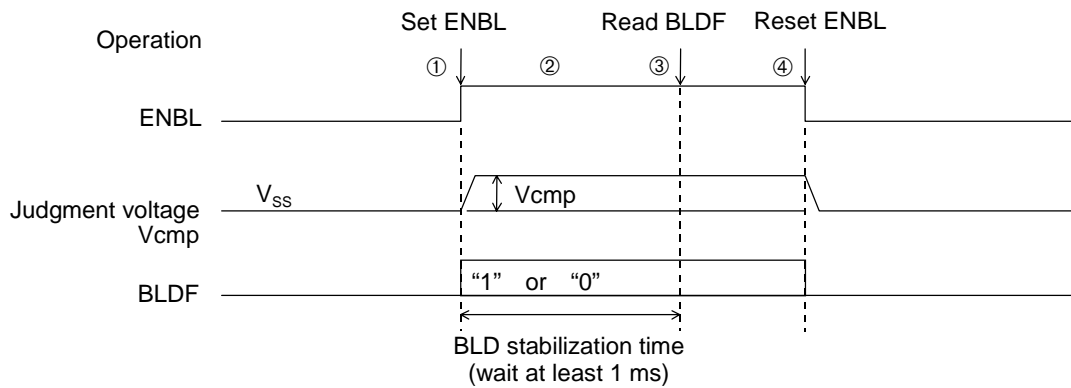 Set ENBL
Read BLDF
Reset ENBL
Operation
① ② ③ ④
ENBL
V_SS
Vcmp
Judgment voltage
Vcmp
“1” or “0”
BLDF
BLD stabilization time
(wait at least 1 ms)